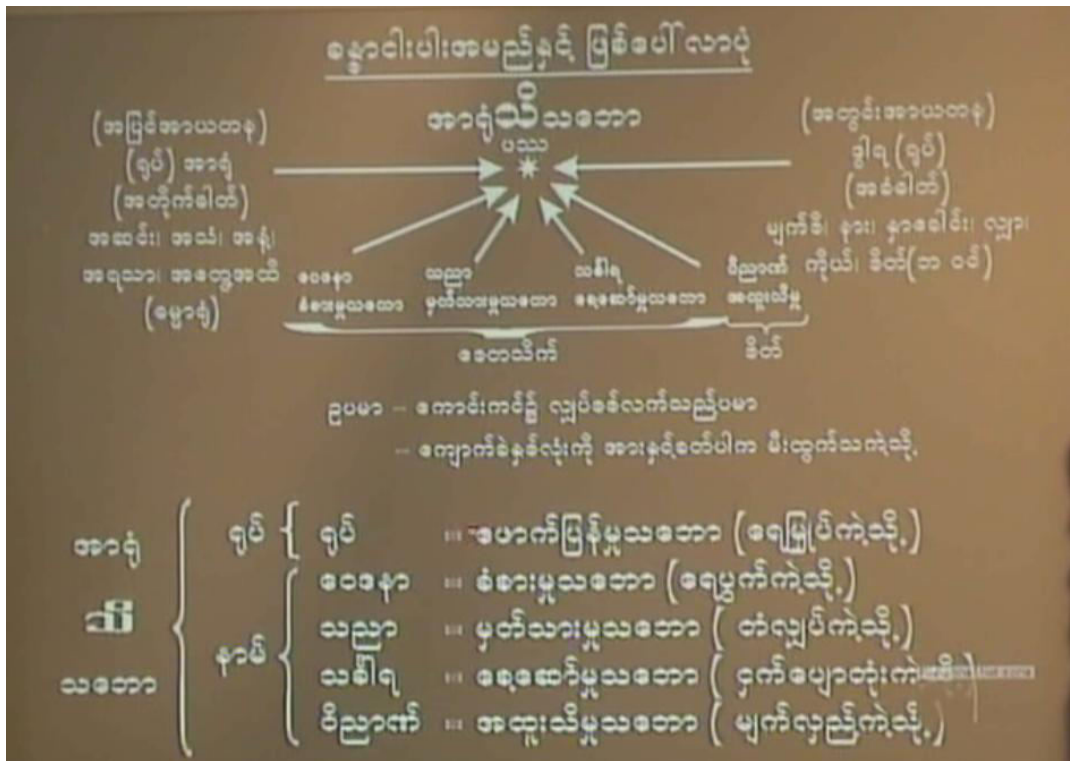 ခန္ဓာငါးပါးအမည်နှင့် ဖြစ်ပေါ်လာပုံ
အာရုံသိသဘော
ဖဿ
(အပြင်အာယတန)
(ရုပ်) အာရုံ
(အတိုက်ဓါတ်)
အဆင်း၊ အသံ၊ အနံ့၊
အရသာ၊ အတွေ့အထိ
(ဓမ္မာရုံ)
(အတွင်းအာယတန)
ဒွါရ (ရုပ်)
(အခံဓါတ်)
မျက်စိ၊ နား၊ နှာခေါင်း၊ လျှာ၊
ကိုယ်၊ စိတ်(ဘ ဝင်)
ဝေဒနာ
ခံစားမှုသဘော
သညာ
မှတ်သားမှုသဘော
သင်္ခါရ
စေ့ဆော်မှုသဘော
ဝိညာဏ်
အထူးသိမှု
စေတသိက်
စိတ်
ဥပမာ – ကောင်းကင်၌ လျှပ်စစ်လက်သည်ပမာ
– ကျောက်ခဲနှစ်လုံးကို အားနှင့်ခတ်ပါက မီးထွက်သကဲ့သို့
အာရုံ
သိ
သဘော
ရုပ်
ရုပ် = ဖောက်ပြန်မှုသဘော (ရေမြှုပ်ကဲ့သို့)
နာမ်
ဝေဒနာ = ခံစားမှုသဘော (ရေပွက်ကဲ့သို့)
သညာ = မှတ်သားမှုသဘော ( တံလျှပ်ကဲ့သို့)
သင်္ခါရ = စေ့ဆော်မှုသဘော ( ငှက်ပျောတုံးကဲ့သို့)
ဝိညာဏ် = အထူးသိမှုသဘော ( မျက်လှည့်ကဲ့သို့)